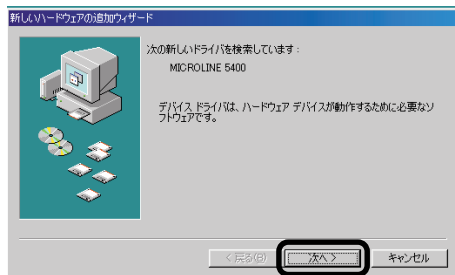 新しいハードウェアの追加ウィザード
次の新しいドライバを検索しています：
MICROLINE 5400
デバイス ドライバは、ハードウェア デバイスが動作するために必要なソ
フトウェアです。
< 戻る(B)
次へ >
キャンセル